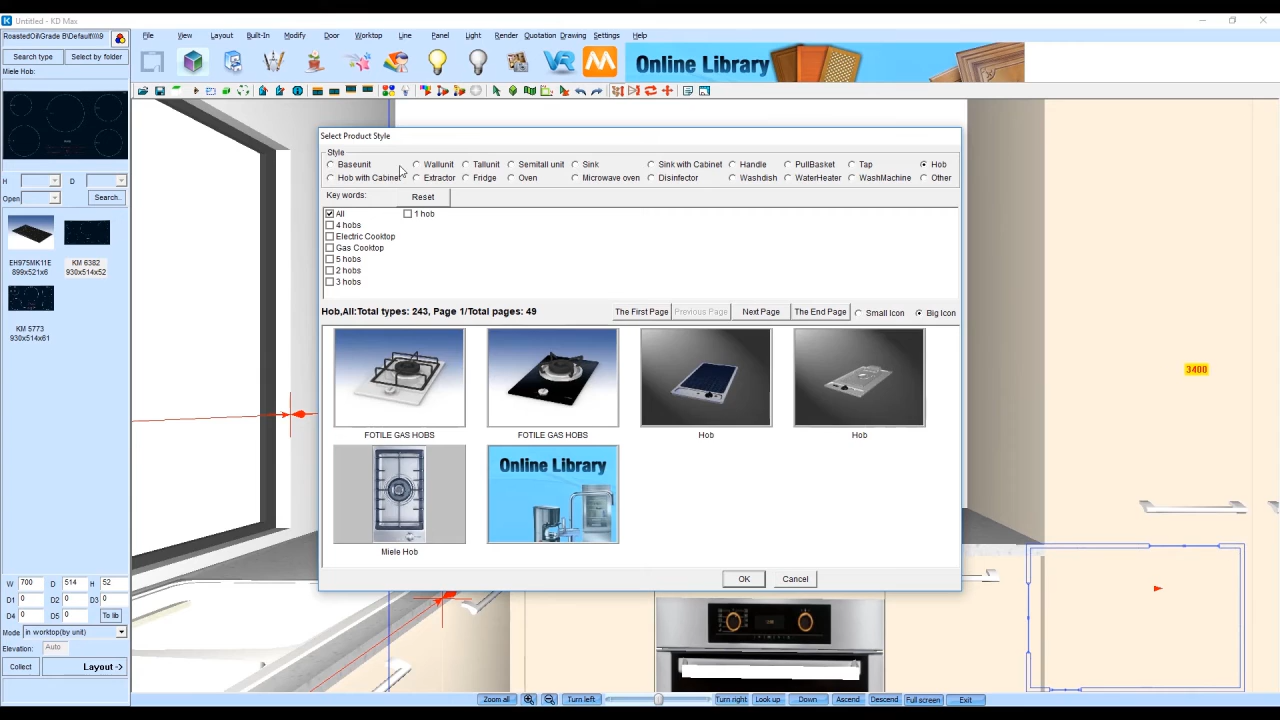 Untitled - KD Max
RoastedOil\Grade B\Default\\\\9
File View Layout Built-In Modify Door Worktop Line Panel Light Render Quotation Drawing Settings Help
Search type Select by folder
Miele Hob:
VR
Online Library
H D
Open Search..
EH975MK11E
899x521x6
KM 6382
930x514x52
KM 5773
930x514x61
W 700 D 514 H 52
D1 0 D2 0 D3 0
D4 0 D5 0 To lib
Mode in worktop(by unit)
Elevation: Auto
Collect Layout ->
Select Product Style
Style
Baseunit Wallunit Tallunit Semitall unit Sink Sink with Cabinet Handle PullBasket Tap Hob
Hob with Cabinet Extractor Fridge Oven Microwave oven Disinfector Washdish WaterHeater WashMachine Other
Key words: Reset
All 1 hob
4 hobs
Electric Cooktop
Gas Cooktop
5 hobs
2 hobs
3 hobs
Hob,All:Total types: 243, Page 1/Total pages: 49 The First Page Previous Page Next Page The End Page Small Icon Big Icon
FOTILE GAS HOBS FOTILE GAS HOBS Hob Hob
Online Library
Miele Hob
OK Cancel
3400
Zoom all Turn left Turn right Look up Down Ascend Descend Full screen Exit